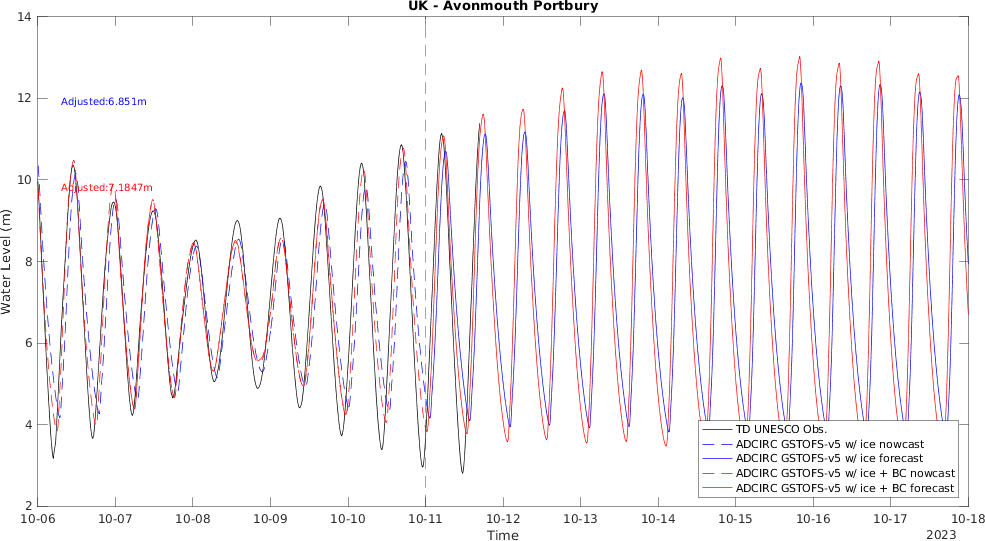 UK - Avonmouth Portbury
14
12
10
8
6
4
2
Water Level (m)
Adjusted:6.851m
Adjusted:7.1847m
TD UNESCO Obs.
ADCIRC GSTOFS-v5 w/ ice nowcast
ADCIRC GSTOFS-v5 w/ ice forecast
ADCIRC GSTOFS-v5 w/ ice + BC nowcast
ADCIRC GSTOFS-v5 w/ ice + BC forecast
10-06 10-07 10-08 10-09 10-10 10-11 10-12 10-13 10-14 10-15 10-16 10-17 10-18
Time
2023